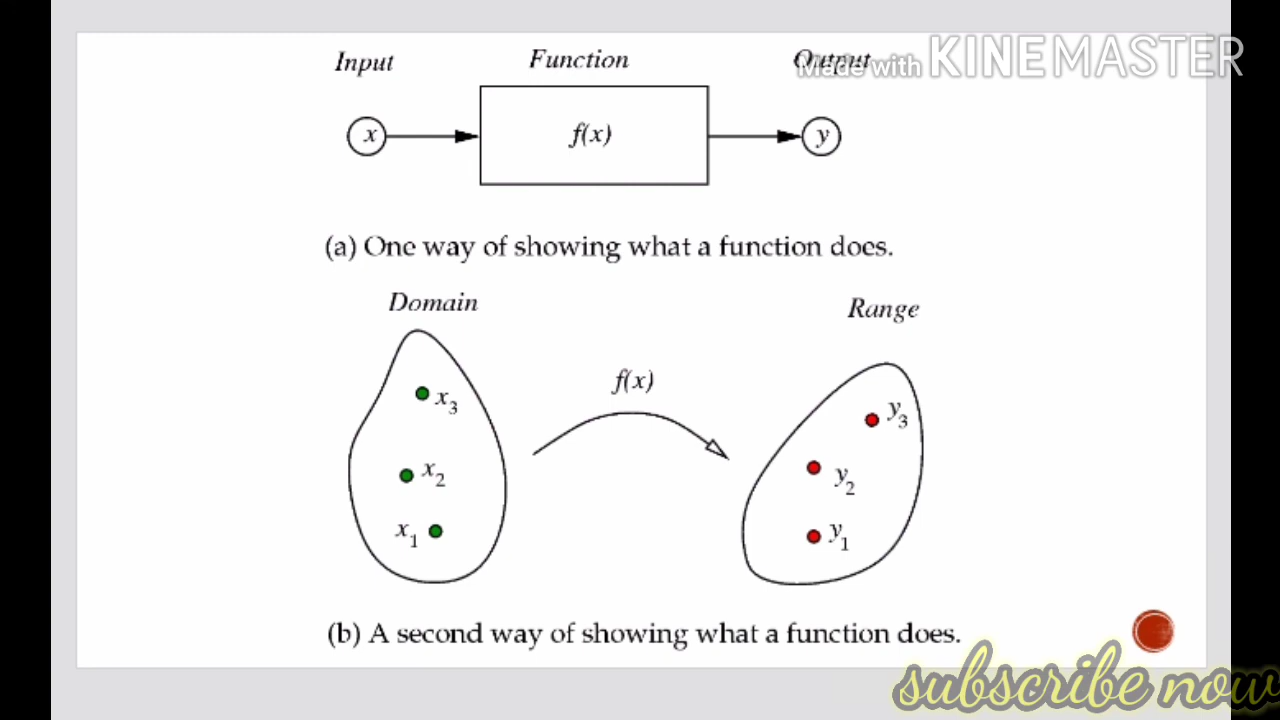 Input Function Output
Made with KINEMASTER
x f(x) y
(a) One way of showing what a function does.
Domain Range
f(x)
x3 y3
x2 y2
x1 y1
(b) A second way of showing what a function does.
subscribe now